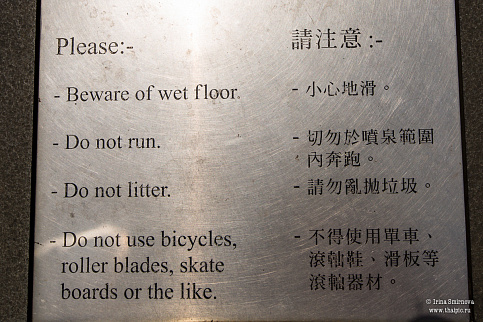 Please:-
- Beware of wet floor.
- Do not run.
- Do not litter.
- Do not use bicycles,
roller blades, skate
boards or the like.
請注意:-
- 小心地滑。
- 切勿於噴泉範圍
內奔跑。
- 請勿亂拋垃圾。
- 不得使用單車、
滾軸鞋、滑板等
滾輪器材。
© Irina Smirnova
www.thaipic.ru